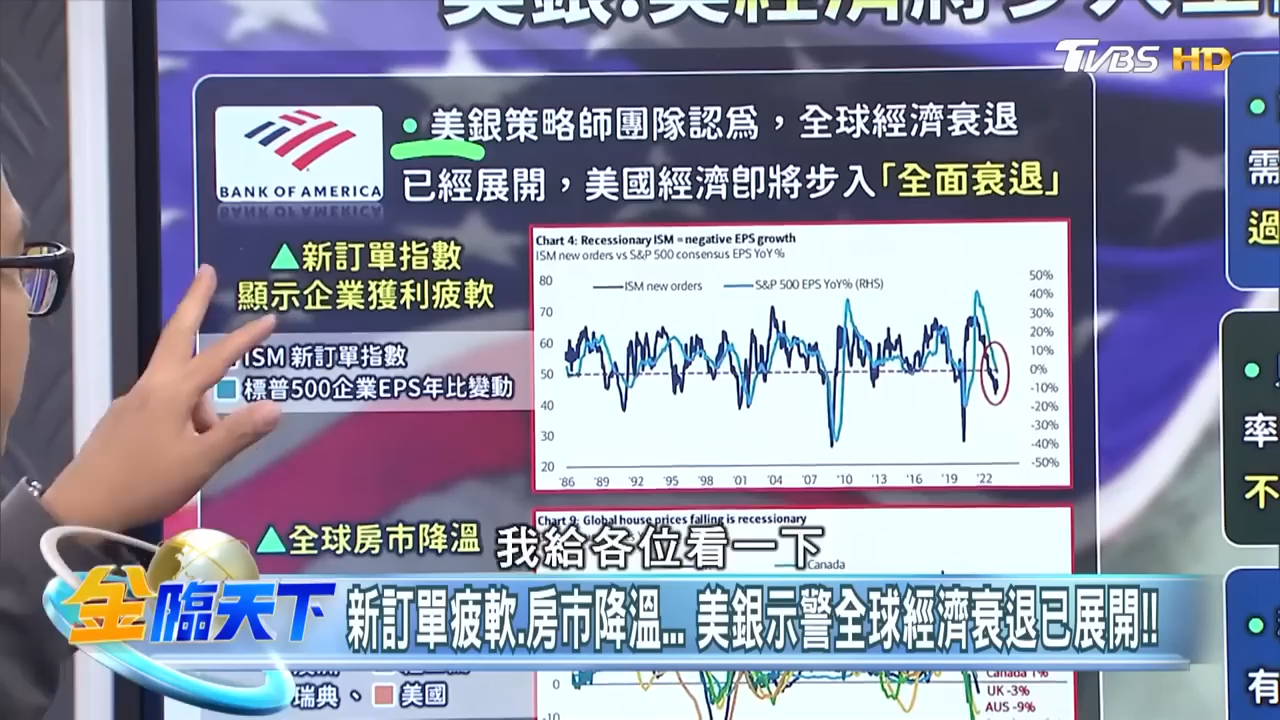 TVBS HD
BANK OF AMERICA
• 美銀策略師團隊認為，全球經濟衰退
已經展開，美國經濟即將步入「全面衰退」
▲新訂單指數
顯示企業獲利疲軟
ISM 新訂單指數
標普500企業EPS年比變動
Chart 4: Recessionary ISM = negative EPS growth
ISM new orders vs S&P 500 consensus EPS YoY%
ISM new orders
S&P 500 EPS YoY% (RHS)
80
70
60
50
40
30
20
50%
40%
30%
20%
10%
0%
-10%
-20%
-30%
-40%
-50%
'86 '89 '92 '95 '98 '01 '04 '07 '10 '13 '16 '19 '22
▲全球房市降溫
Chart 9: Global house prices falling is recessionary
Canada
我給各位看一下
金臨天下
新訂單疲軟.房市降溫... 美銀示警全球經濟衰退已展開!!
瑞典、
美國
0
-10
Canada 1%
UK -3%
AUS -9%
需
過
率
不
有